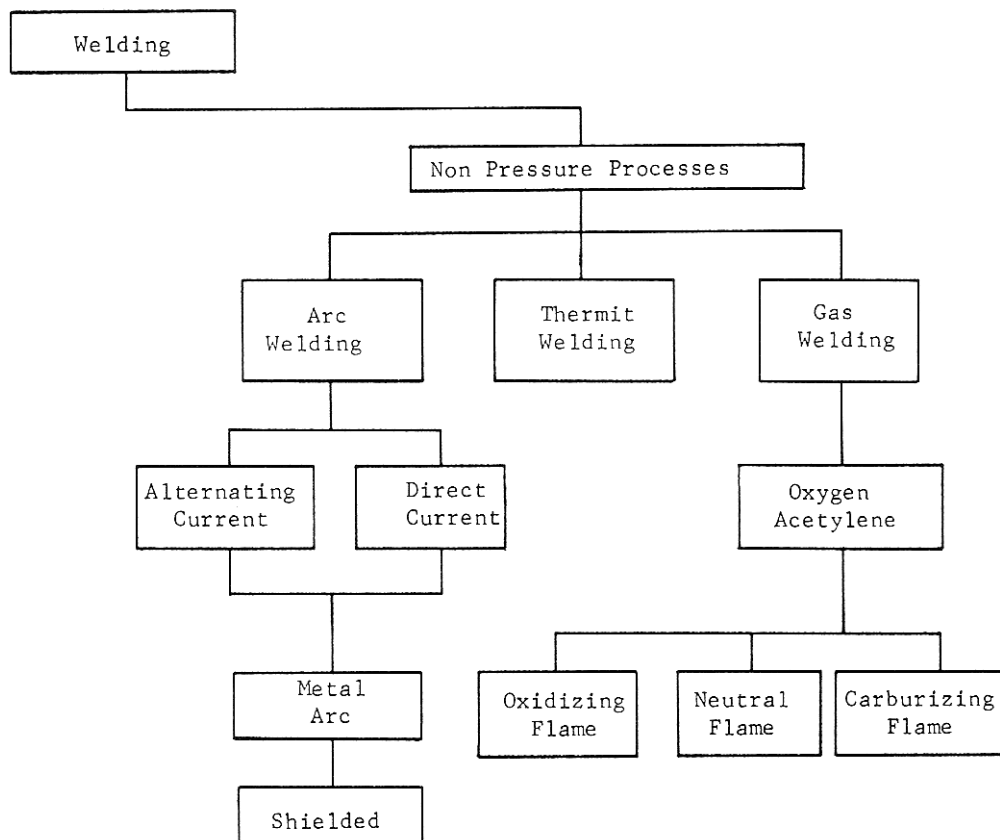 Welding
Non Pressure Processes
Arc
Welding
Thermit
Welding
Gas
Welding
Alternating
Current
Direct
Current
Oxygen
Acetylene
Metal
Arc
Oxidizing
Flame
Neutral
Flame
Carburizing
Flame
Shielded